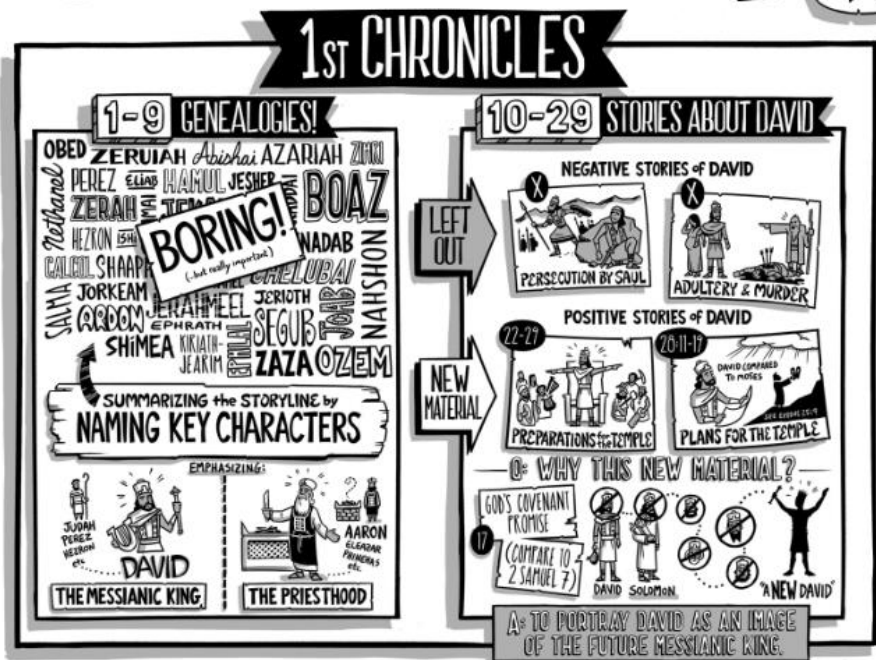 1ST CHRONICLES
1-9 GENEALOGIES!
OBED ZERUIAH Abishai AZARIAH ZIMRI
Nethanel
PEREZ ELIAB HAMUL JESHER
ZERAH
BOAZ
HEZRON
NADAB
CALCOL
CHELUBAI
SALMA
JORKEAM JERAHMEEL JERIOTH
JOAB
NAHSHON
ARDON EPHRATH
SEGUB
SHIMEA KIRIATH-
JEARIM
EPHLAL
ZAZA OZEM
BORING!
(-but really important)
SUMMARIZING the STORYLINE by
NAMING KEY CHARACTERS
EMPHASIZING:
JUDAH
PEREZ
HEZRON
etc.
DAVID
THE MESSIANIC KING
AARON
ELEAZAR
PHINEHAS
etc.
THE PRIESTHOOD
10-29 STORIES ABOUT DAVID
LEFT
OUT
NEGATIVE STORIES of DAVID
X
PERSECUTION BY SAUL
X
ADULTERY & MURDER
NEW
MATERIAL
POSITIVE STORIES of DAVID
22-29
PREPARATIONS for the TEMPLE
28:11-19
DAVID COMPARED
TO MOSES
SEE EXODUS 25:9
PLANS FOR THE TEMPLE
Q: WHY THIS NEW MATERIAL?
GOD'S COVENANT
PROMISE
17
(COMPARE TO
2 SAMUEL 7)
DAVID SOLOMON
"A NEW DAVID"
A: TO PORTRAY DAVID AS AN IMAGE
OF THE FUTURE MESSIANIC KING.